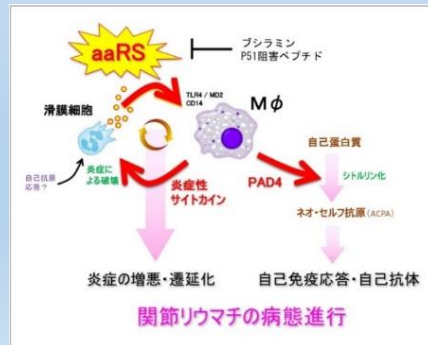 aaRS
ブシラミン
P51阻害ペプチド
TLR4 / MD2
CD14
滑膜細胞
MΦ
自己蛋白質
自己抗原
応答?
炎症に
よる破壊
炎症性
サイトカイン
PAD4
シトルリン化
ネオ・セルフ抗原 (ACPA)
炎症の増悪・遷延化
自己免疫応答・自己抗体
関節リウマチの病態進行